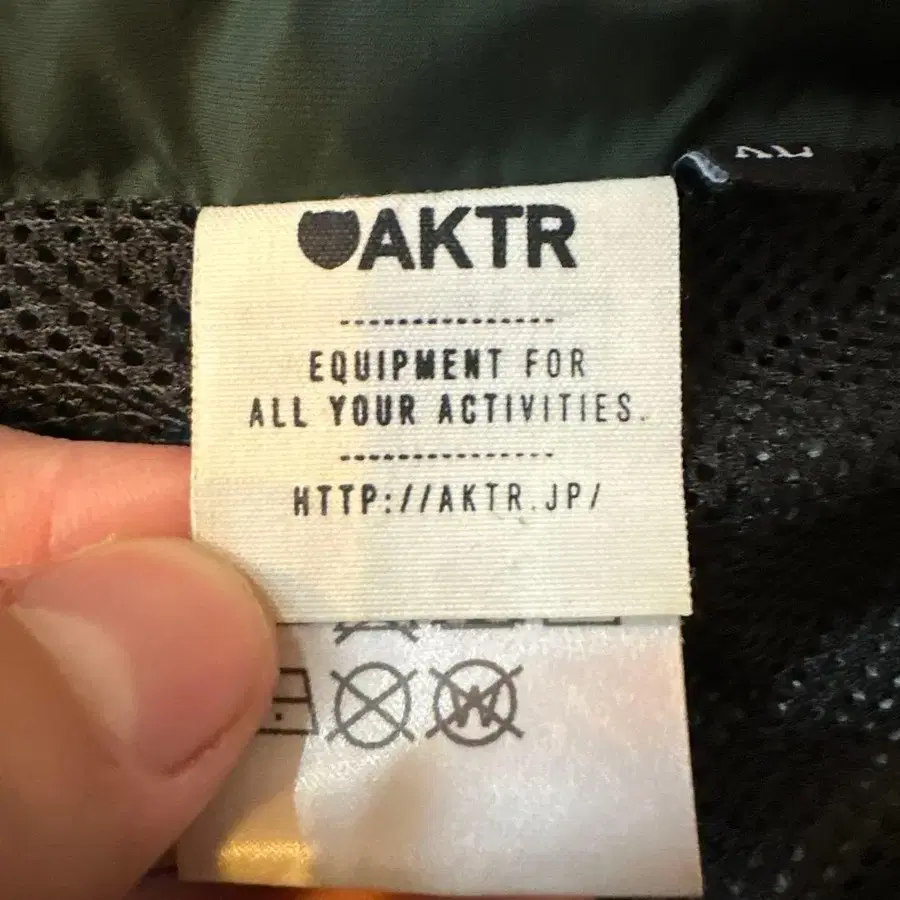 AKTR
EQUIPMENT FOR
ALL YOUR ACTIVITIES.
HTTP://AKTR.JP/
W